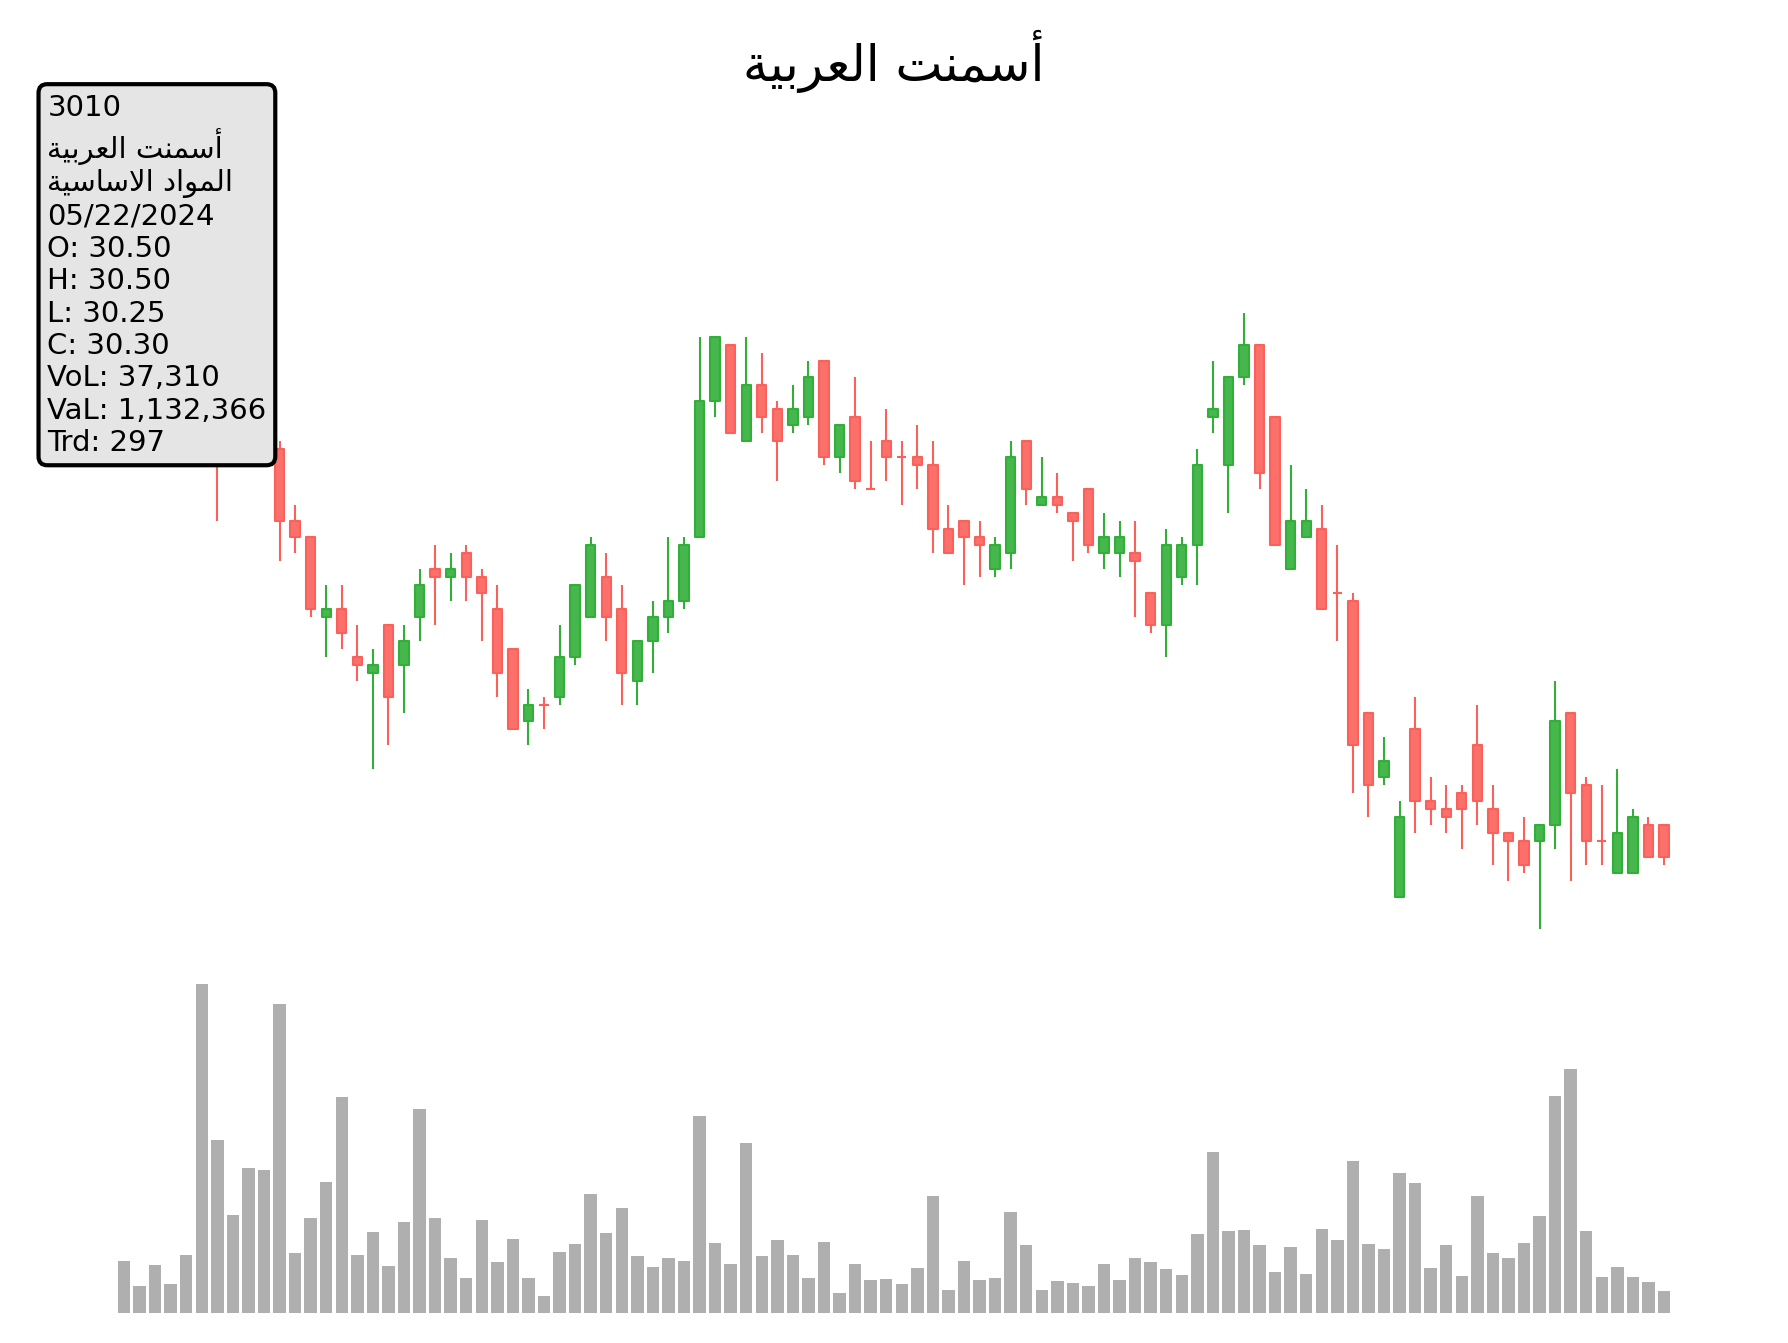 أسمنت العربية
3010
أسمنت العربية
المواد الاساسية
05/22/2024
O: 30.50
H: 30.50
L: 30.25
C: 30.30
VoL: 37,310
VaL: 1,132,366
Trd: 297